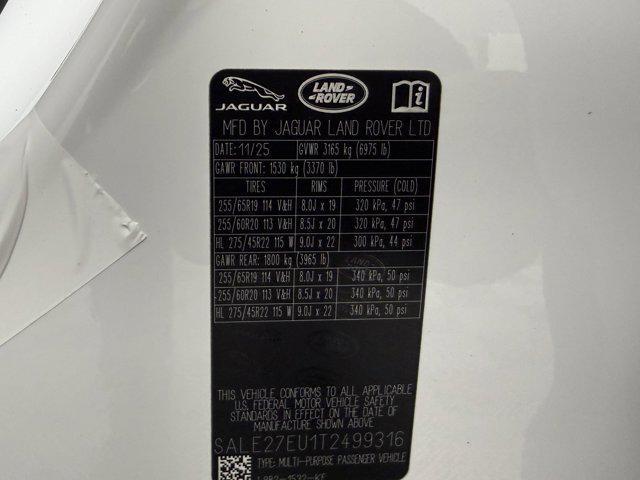 JAGUAR LAND ROVER
MFD BY JAGUAR LAND ROVER LTD
DATE: 11/25 GVWR 3165 kg (6975 lb)
GAWR FRONT: 1530 kg (3370 lb)
TIRES RIMS PRESSURE (COLD)
255/65R19 114 V&H 8.0J x 19 320 kPa, 47 psi
255/60R20 113 V&H 8.5J x 20 320 kPa, 47 psi
HL 275/45R22 115 W 9.0J x 22 300 kPa, 44 psi
GAWR REAR: 1800 kg (3965 lb)
255/65R19 114 V&H 8.0J x 19 340 kPa, 50 psi
255/60R20 113 V&H 8.5J x 20 340 kPa, 50 psi
HL 275/45R22 115 W 9.0J x 22 340 kPa, 50 psi
THIS VEHICLE CONFORMS TO ALL APPLICABLE
U.S. FEDERAL MOTOR VEHICLE SAFETY
STANDARDS IN EFFECT ON THE DATE OF
MANUFACTURE SHOWN ABOVE
SALE27EU1T2499316
TYPE: MULTI-PURPOSE PASSENGER VEHICLE